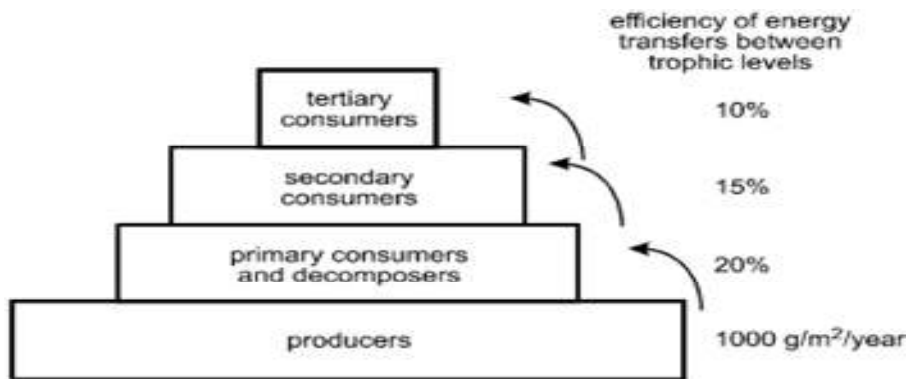 efficiency of energy
transfers between
trophic levels
tertiary
consumers
10%
secondary
consumers
15%
primary consumers
and decomposers
20%
producers
1000 g/m²/year